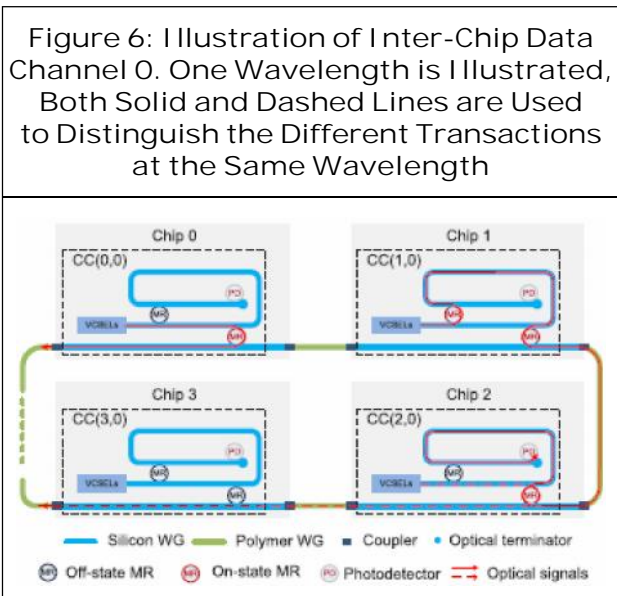 Figure 6: Illustration of Inter-Chip Data
Channel 0. One Wavelength is Illustrated,
Both Solid and Dashed Lines are Used
to Distinguish the Different Transactions
at the Same Wavelength
Chip 0
Chip 1
CC(0,0)
CC(1,0)
PD
PD
MR
MR
VCSELs
VCSELs
MR
MR
Chip 3
Chip 2
CC(3,0)
CC(2,0)
PD
PD
MR
MR
VCSELs
VCSELs
MR
MR
Silicon WG
Polymer WG
Coupler
Optical terminator
MR Off-state MR
MR On-state MR
PD Photodetector
Optical signals